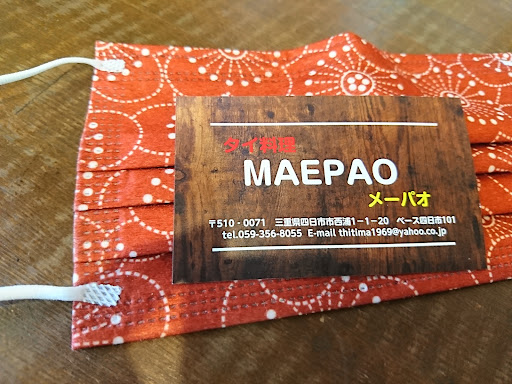 タイ料理
MAEPAO
メーパオ
〒510-0071 三重県四日市市西浦1-1-20 ベース四日市101
tel.059-356-8055 E-mail thitima1969@yahoo.co.jp